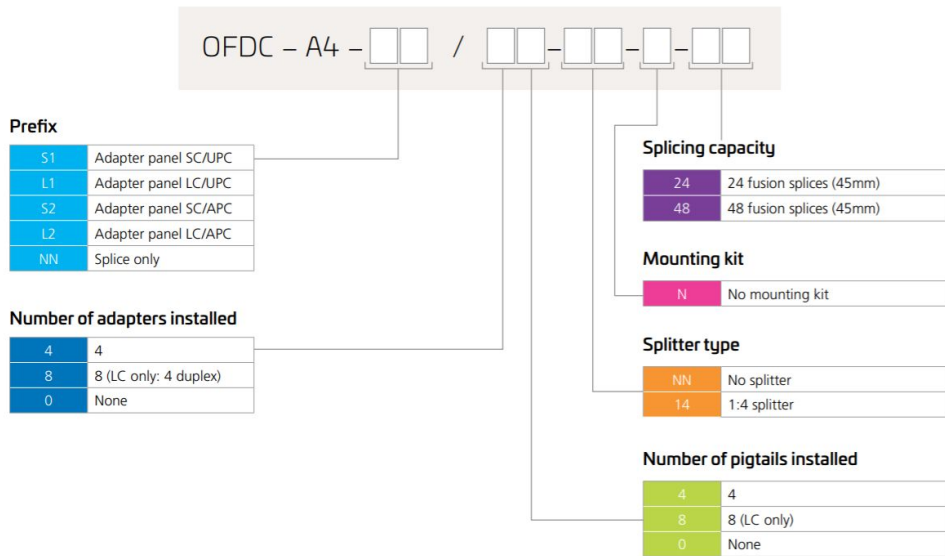 OFDC – A4 – / - - -
Prefix
S1 Adapter panel SC/UPC
L1 Adapter panel LC/UPC
S2 Adapter panel SC/APC
L2 Adapter panel LC/APC
NN Splice only
Number of adapters installed
4 4
8 8 (LC only: 4 duplex)
0 None
Splicing capacity
24 24 fusion splices (45mm)
48 48 fusion splices (45mm)
Mounting kit
N No mounting kit
Splitter type
NN No splitter
14 1:4 splitter
Number of pigtails installed
4 4
8 8 (LC only)
0 None